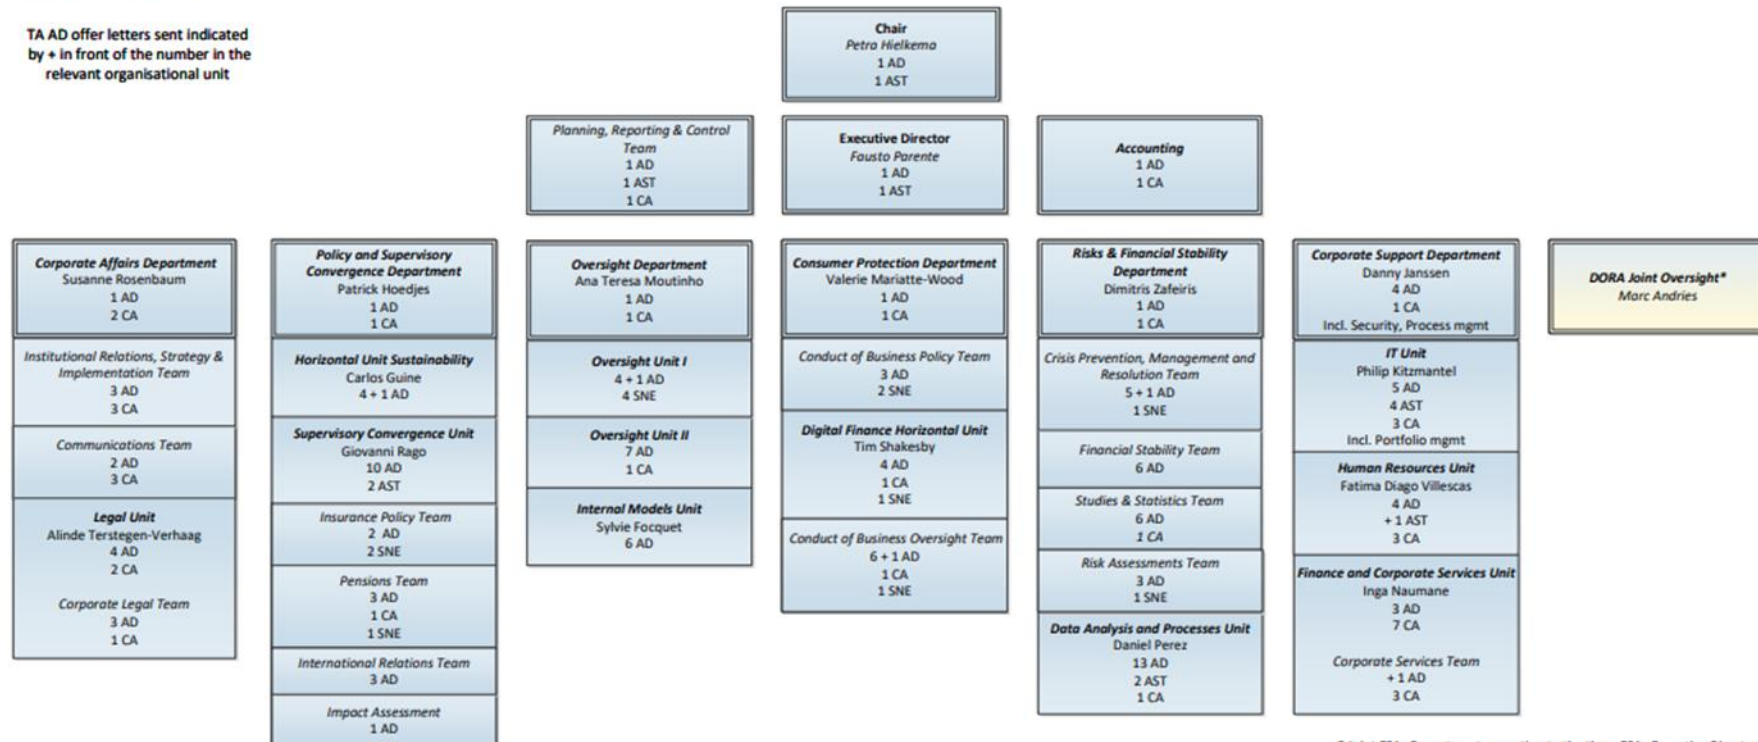 TA AD offer letters sent indicated
by + in front of the number in the
relevant organisational unit
Chair
Petra Hielkema
1 AD
1 AST
Planning, Reporting & Control
Team
1 AD
1 AST
1 CA
Executive Director
Fausto Parente
1 AD
1 AST
Accounting
1 AD
1 CA
Corporate Affairs Department
Susanne Rosenbaum
1 AD
2 CA
Institutional Relations, Strategy &
Implementation Team
3 AD
3 CA
Communications Team
2 AD
3 CA
Legal Unit
Alinde Terstegen-Verhaag
4 AD
2 CA
Corporate Legal Team
3 AD
1 CA
Policy and Supervisory
Convergence Department
Patrick Hoedjes
1 AD
1 CA
Horizontal Unit Sustainability
Carlos Guine
4 + 1 AD
Supervisory Convergence Unit
Giovanni Rago
10 AD
2 AST
Insurance Policy Team
2 AD
2 SNE
Pensions Team
3 AD
1 CA
1 SNE
International Relations Team
3 AD
Impact Assessment
1 AD
Oversight Department
Ana Teresa Moutinho
1 AD
1 CA
Oversight Unit I
4 + 1 AD
4 SNE
Oversight Unit II
7 AD
1 CA
Internal Models Unit
Sylvie Focquet
6 AD
Consumer Protection Department
Valerie Mariatte-Wood
1 AD
1 CA
Conduct of Business Policy Team
3 AD
2 SNE
Digital Finance Horizontal Unit
Tim Shakesby
4 AD
1 CA
1 SNE
Conduct of Business Oversight Team
6 + 1 AD
1 CA
1 SNE
Risks & Financial Stability
Department
Dimitris Zafeiris
1 AD
1 CA
Crisis Prevention, Management and
Resolution Team
5 + 1 AD
1 SNE
Financial Stability Team
6 AD
Studies & Statistics Team
6 AD
1 CA
Risk Assessments Team
3 AD
1 SNE
Data Analysis and Processes Unit
Daniel Perez
13 AD
2 AST
1 CA
Corporate Support Department
Danny Janssen
4 AD
1 CA
Incl. Security, Process mgmt
IT Unit
Philip Kitzmantel
5 AD
4 AST
3 CA
Incl. Portfolio mgmt
Human Resources Unit
Fatima Diago Villescas
4 AD
+ 1 AST
3 CA
Finance and Corporate Services Unit
Inga Naumane
3 AD
7 CA
Corporate Services Team
+ 1 AD
3 CA
DORA Joint Oversight*
Marc Andries